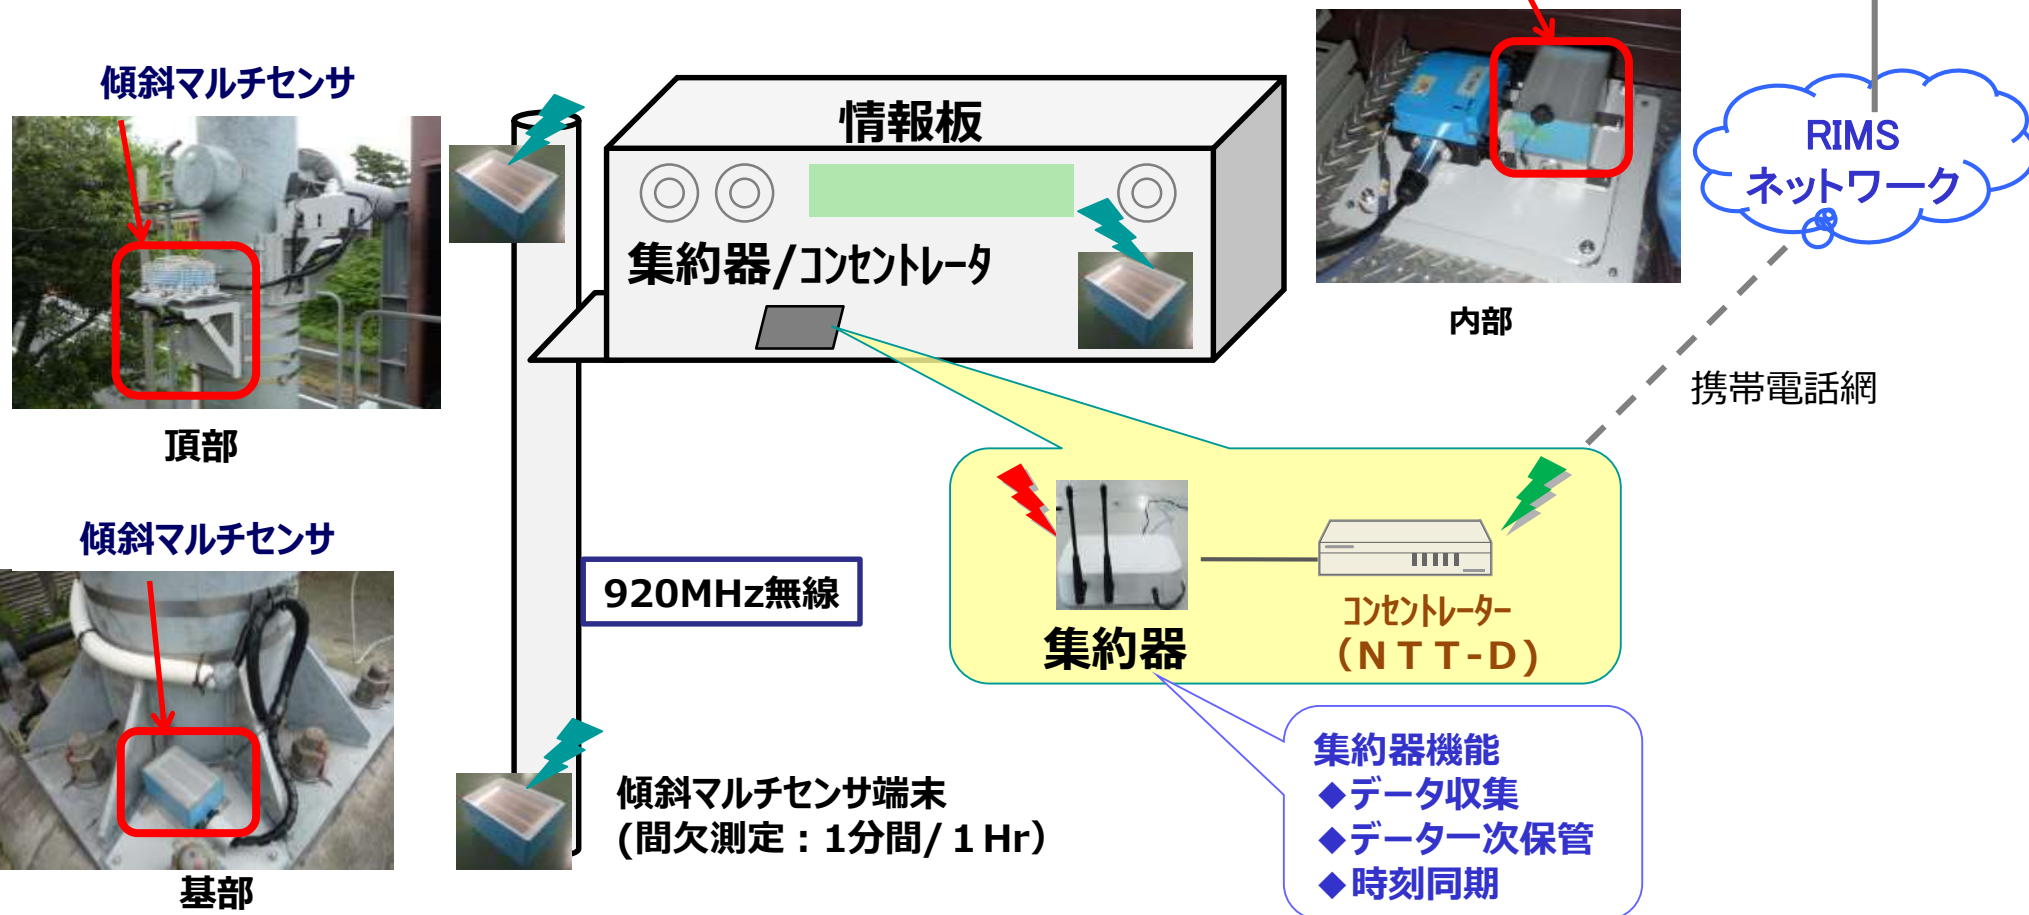 傾斜マルチセンサ
頂部
傾斜マルチセンサ
基部
情報板
集約器/コンセントレータ
920MHz無線
傾斜マルチセンサ端末
(間欠測定：1分間/１Hr）
内部
RIMS
ネットワーク
携帯電話網
集約器
コンセントレーター
（ＮＴＴ-Ｄ)
集約器機能
◆データ収集
◆データ一次保管
◆時刻同期